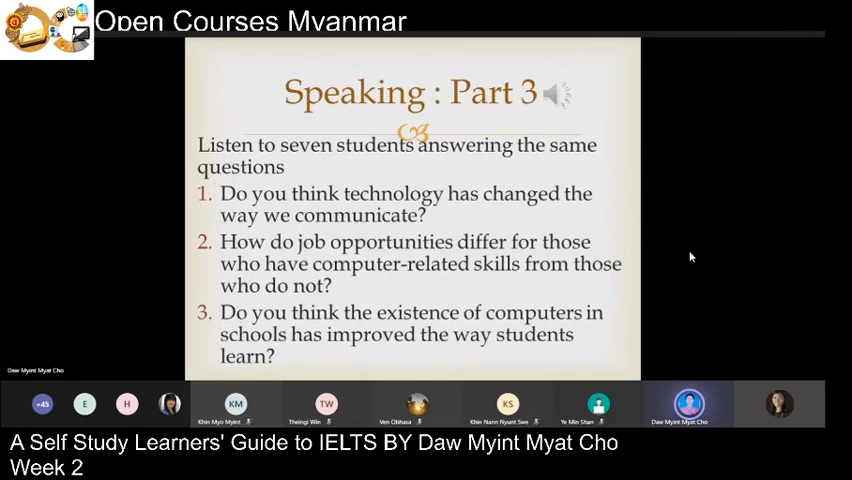 Open Courses Myanmar
Speaking : Part 3
Listen to seven students answering the same
questions
1. Do you think technology has changed the
way we communicate?
2. How do job opportunities differ for those
who have computer-related skills from those
who do not?
3. Do you think the existence of computers in
schools has improved the way students
learn?
Daw Myint Myat Cho
+45
E
H
KM
TW
KS
Khin Myo Myint
Theingi Win
Ven Obhasa
Khin Nann Nyunt Swe
Ye Min Shan
Daw Myint Myat Cho
A Self Study Learners' Guide to IELTS BY Daw Myint Myat Cho
Week 2